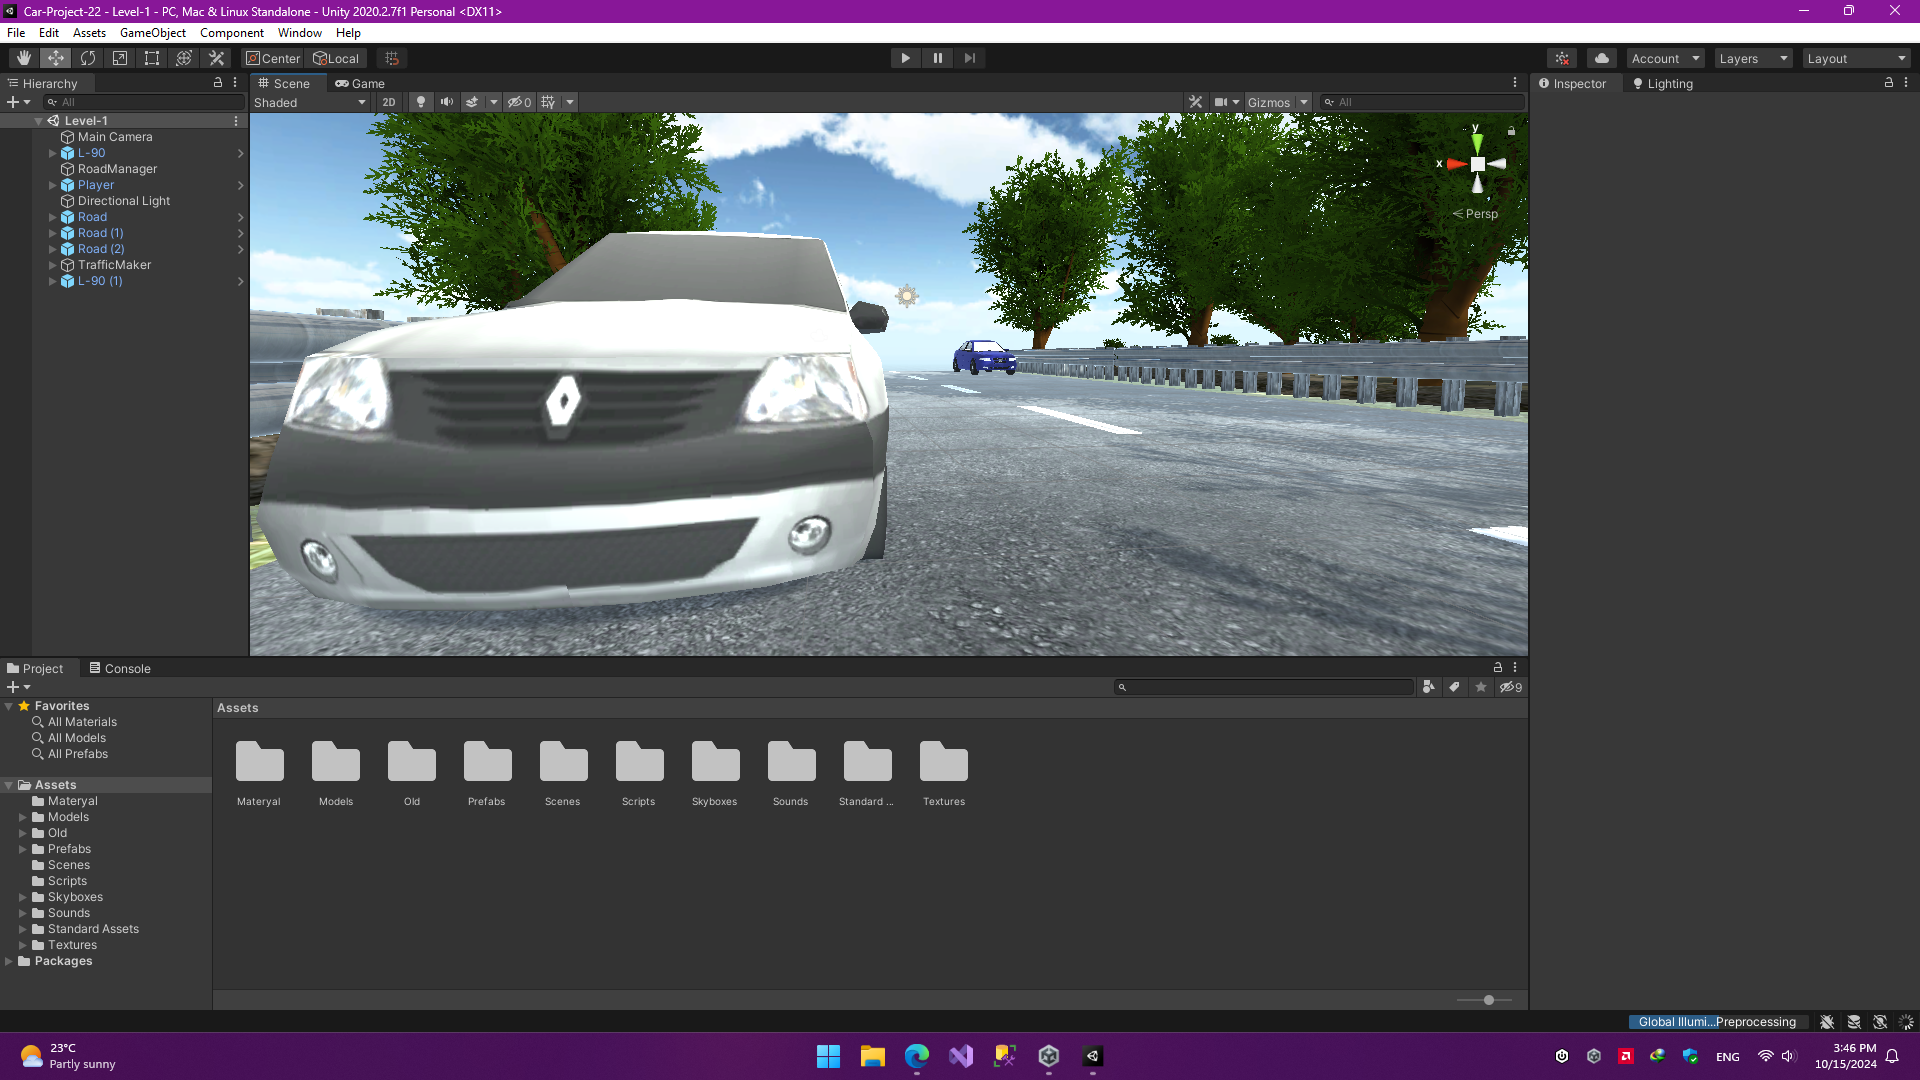 Car-Project-22 - Level-1 - PC, Mac & Linux Standalone - Unity 2020.2.7f1 Personal <DX11>
File Edit Assets GameObject Component Window Help
Center Local Account Layers Layout
Hierarchy
Scene Game
Inspector Lighting
All
Shaded 2D 0 Gizmos All
Level-1
Main Camera
L-90
RoadManager
Player
Directional Light
Road
Road (1)
Road (2)
TrafficMaker
L-90 (1)
y
x
< Persp
Project Console
9
Favorites
All Materials
All Models
All Prefabs
Assets
Materyal
Models
Old
Prefabs
Scenes
Scripts
Skyboxes
Sounds
Standard Assets
Textures
Packages
Assets
Materyal Models Old Prefabs Scenes Scripts Skyboxes Sounds Standard ... Textures
Global Illumi...Preprocessing
23°C
Partly sunny
ENG
3:46 PM
10/15/2024